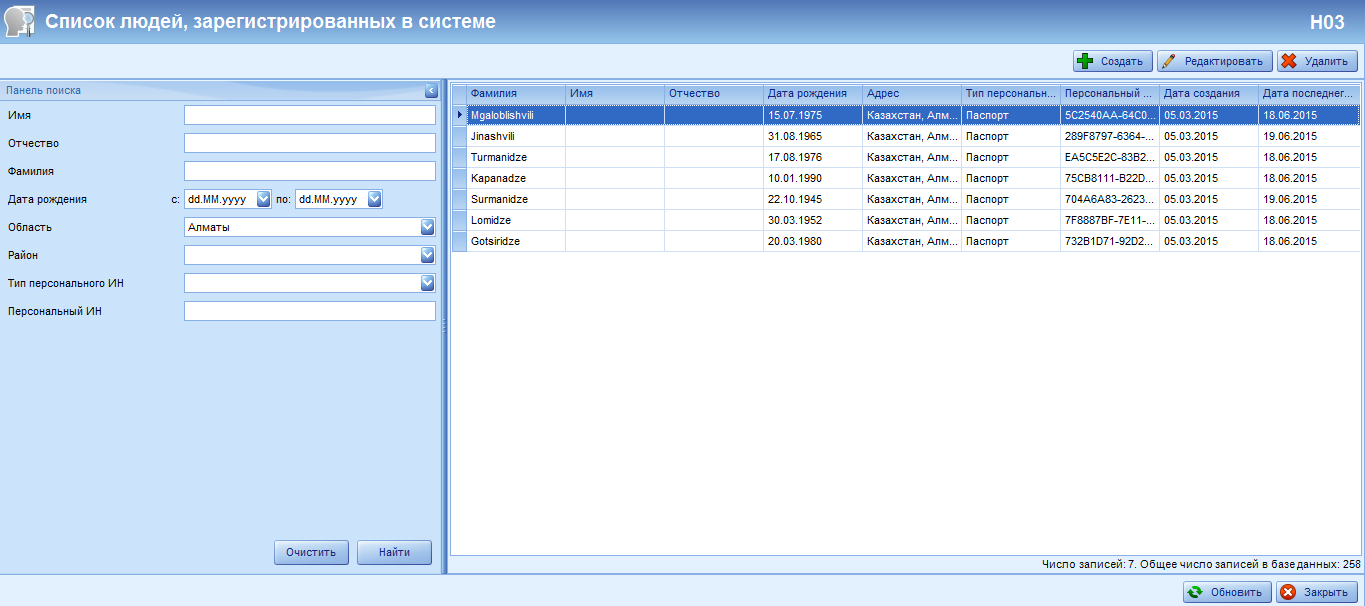 Список людей, зарегистрированных в системе H03
Создать Редактировать Удалить
Панель поиска
Имя
Отчество
Фамилия
Дата рождения с: dd.MM.yyyy по: dd.MM.yyyy
Область Алматы
Район
Тип персонального ИН
Персональный ИН
Очистить Найти
Фамилия Имя Отчество Дата рождения Адрес Тип персональн... Персональный ... Дата создания Дата последнег...
Mgaloblishvili 15.07.1975 Казахстан, Алм... Паспорт 5C2540AA-64C0... 05.03.2015 18.06.2015
Jinashvili 31.08.1965 Казахстан, Алм... Паспорт 289F8797-6364-... 05.03.2015 19.06.2015
Turmanidze 17.08.1976 Казахстан, Алм... Паспорт EA5C5E2C-83B2... 05.03.2015 18.06.2015
Kapanadze 10.01.1990 Казахстан, Алм... Паспорт 75CB8111-B22D... 05.03.2015 18.06.2015
Surmanidze 22.10.1945 Казахстан, Алм... Паспорт 704A6A83-2623... 05.03.2015 19.06.2015
Lomidze 30.03.1952 Казахстан, Алм... Паспорт 7F8887BF-7E11-... 05.03.2015 18.06.2015
Gotsiridze 20.03.1980 Казахстан, Алм... Паспорт 732B1D71-92D2... 05.03.2015 18.06.2015
Число записей: 7. Общее число записей в базе данных: 258
Обновить Закрыть